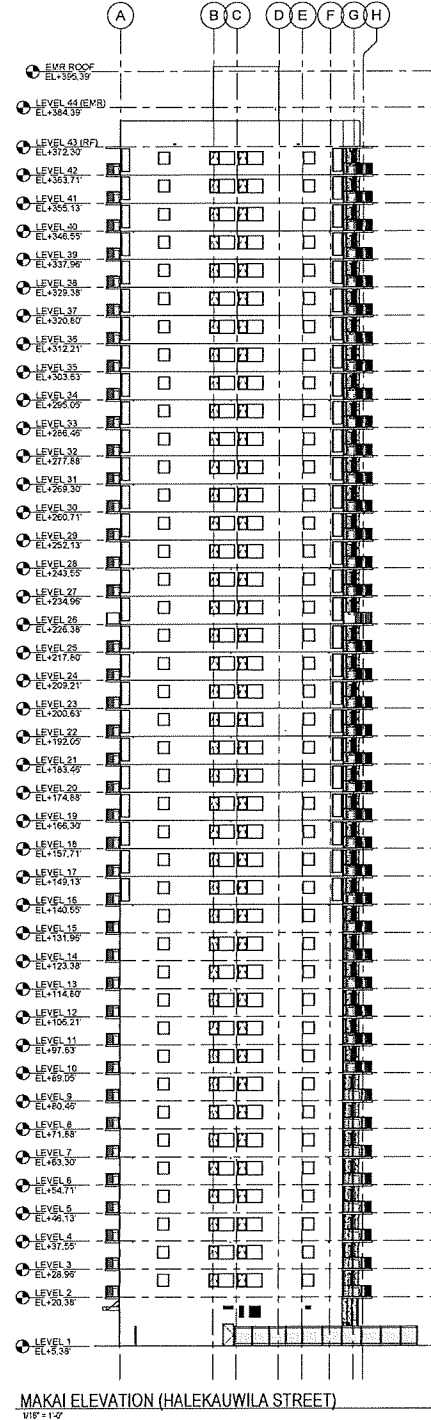 A B C D E F G H
EMR ROOF
EL+395.39'
LEVEL 44 (EMR)
EL+384.39'
LEVEL 43 (RF)
EL+372.30'
LEVEL 42
EL+363.71'
LEVEL 41
EL+355.13'
LEVEL 40
EL+346.55'
LEVEL 39
EL+337.96'
LEVEL 38
EL+329.38'
LEVEL 37
EL+320.80'
LEVEL 36
EL+312.21'
LEVEL 35
EL+303.63'
LEVEL 34
EL+295.05'
LEVEL 33
EL+286.46'
LEVEL 32
EL+277.88'
LEVEL 31
EL+269.30'
LEVEL 30
EL+260.71'
LEVEL 29
EL+252.13'
LEVEL 28
EL+243.55'
LEVEL 27
EL+234.96'
LEVEL 26
EL+226.38'
LEVEL 25
EL+217.80'
LEVEL 24
EL+209.21'
LEVEL 23
EL+200.63'
LEVEL 22
EL+192.05'
LEVEL 21
EL+183.46'
LEVEL 20
EL+174.88'
LEVEL 19
EL+166.30'
LEVEL 18
EL+157.71'
LEVEL 17
EL+149.13'
LEVEL 16
EL+140.55'
LEVEL 15
EL+131.96'
LEVEL 14
EL+123.38'
LEVEL 13
EL+114.80'
LEVEL 12
EL+106.21'
LEVEL 11
EL+97.63'
LEVEL 10
EL+89.05'
LEVEL 9
EL+80.46'
LEVEL 8
EL+71.88'
LEVEL 7
EL+63.30'
LEVEL 6
EL+54.71'
LEVEL 5
EL+46.13'
LEVEL 4
EL+37.55'
LEVEL 3
EL+28.96'
LEVEL 2
EL+20.38'
LEVEL 1
EL+5.38'
MAKAI ELEVATION (HALEKAUWILA STREET)
1/16" = 1'-0"